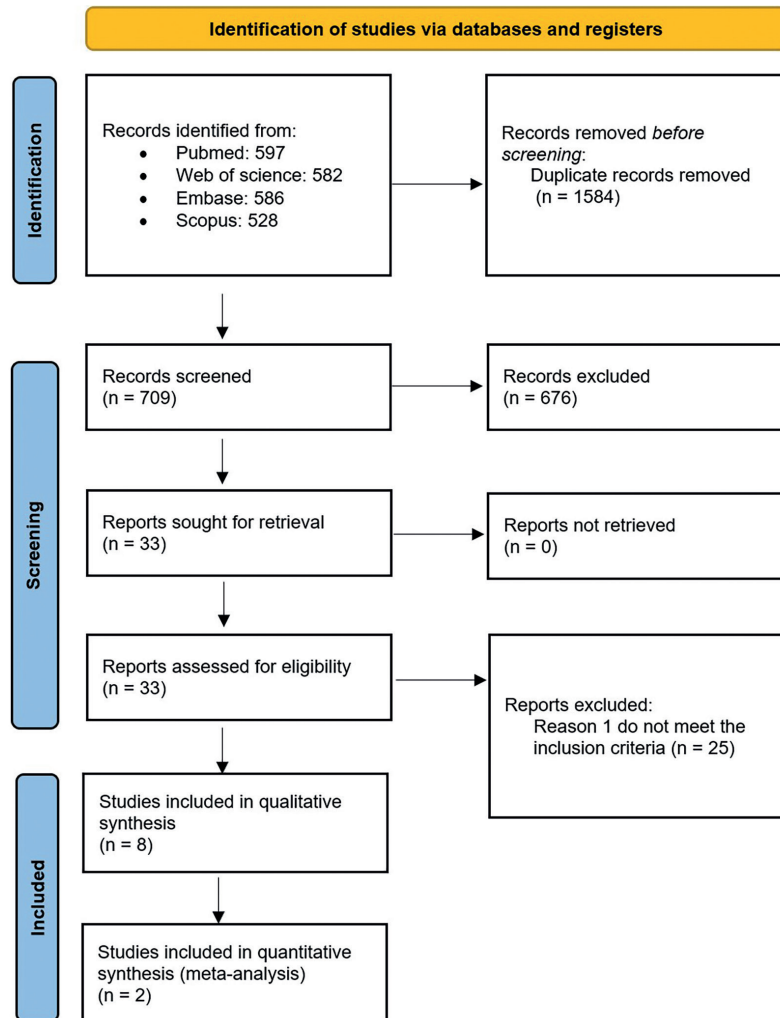 Identification of studies via databases and registers
Identification
Records identified from:
• Pubmed: 597
• Web of science: 582
• Embase: 586
• Scopus: 528
Records removed before
screening:
Duplicate records removed
(n = 1584)
Screening
Records screened
(n = 709)
Records excluded
(n = 676)
Reports sought for retrieval
(n = 33)
Reports not retrieved
(n = 0)
Reports assessed for eligibility
(n = 33)
Reports excluded:
Reason 1 do not meet the
inclusion criteria (n = 25)
Included
Studies included in qualitative
synthesis
(n = 8)
Studies included in quantitative
synthesis (meta-analysis)
(n = 2)